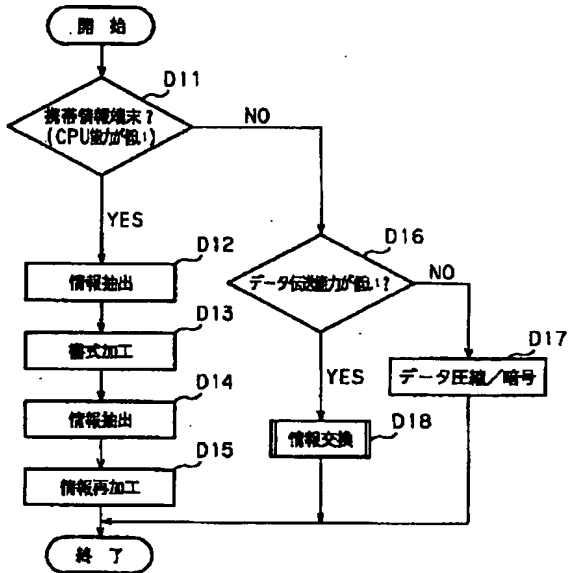 開 始
D11
携帯情報端末?
(CPU能力が低い)
NO
YES
D12
情報抽出
D13
書式加工
D14
情報抽出
D15
情報再加工
D16
データ伝送能力が低い?
NO
YES
D17
データ圧縮/暗号
D18
情報交換
終 了